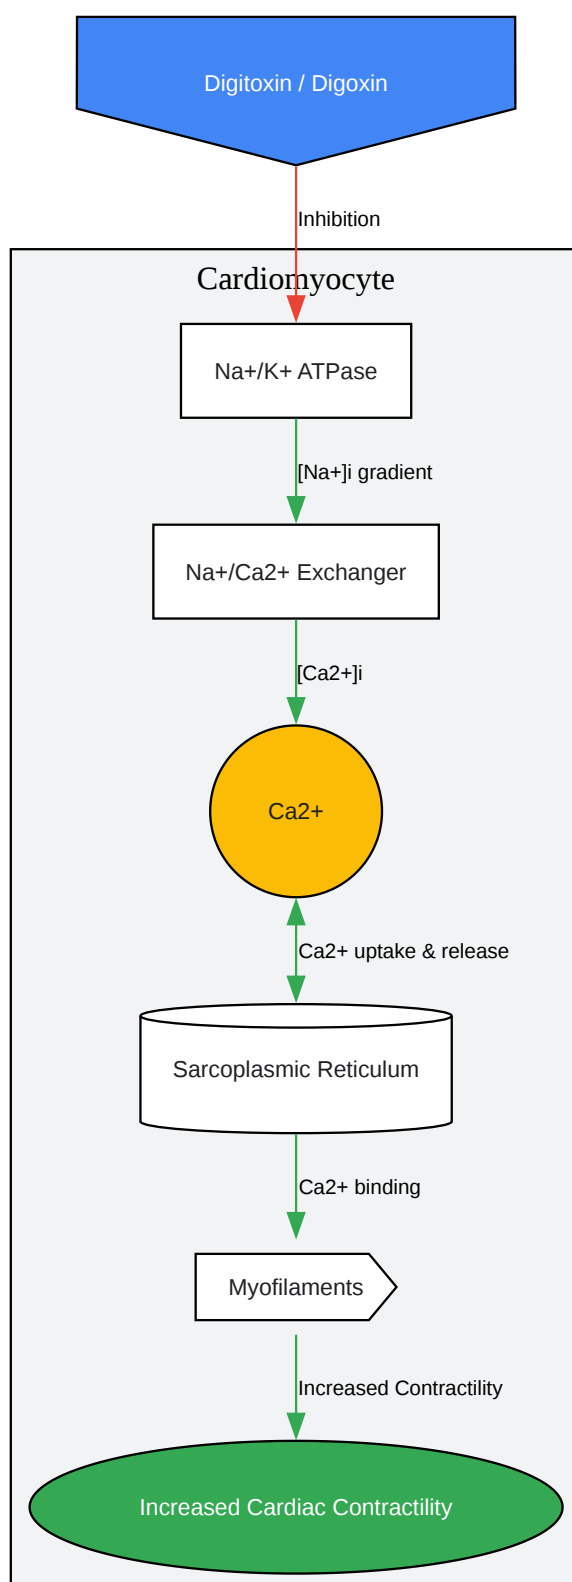 Digitoxin / Digoxin
Inhibition
Cardiomyocyte
Na+/K+ ATPase
[Na+]i gradient
Na+/Ca2+ Exchanger
[Ca2+]i
Ca2+
Ca2+ uptake & release
Sarcoplasmic Reticulum
Ca2+ binding
Myofilaments
Increased Contractility
Increased Cardiac Contractility